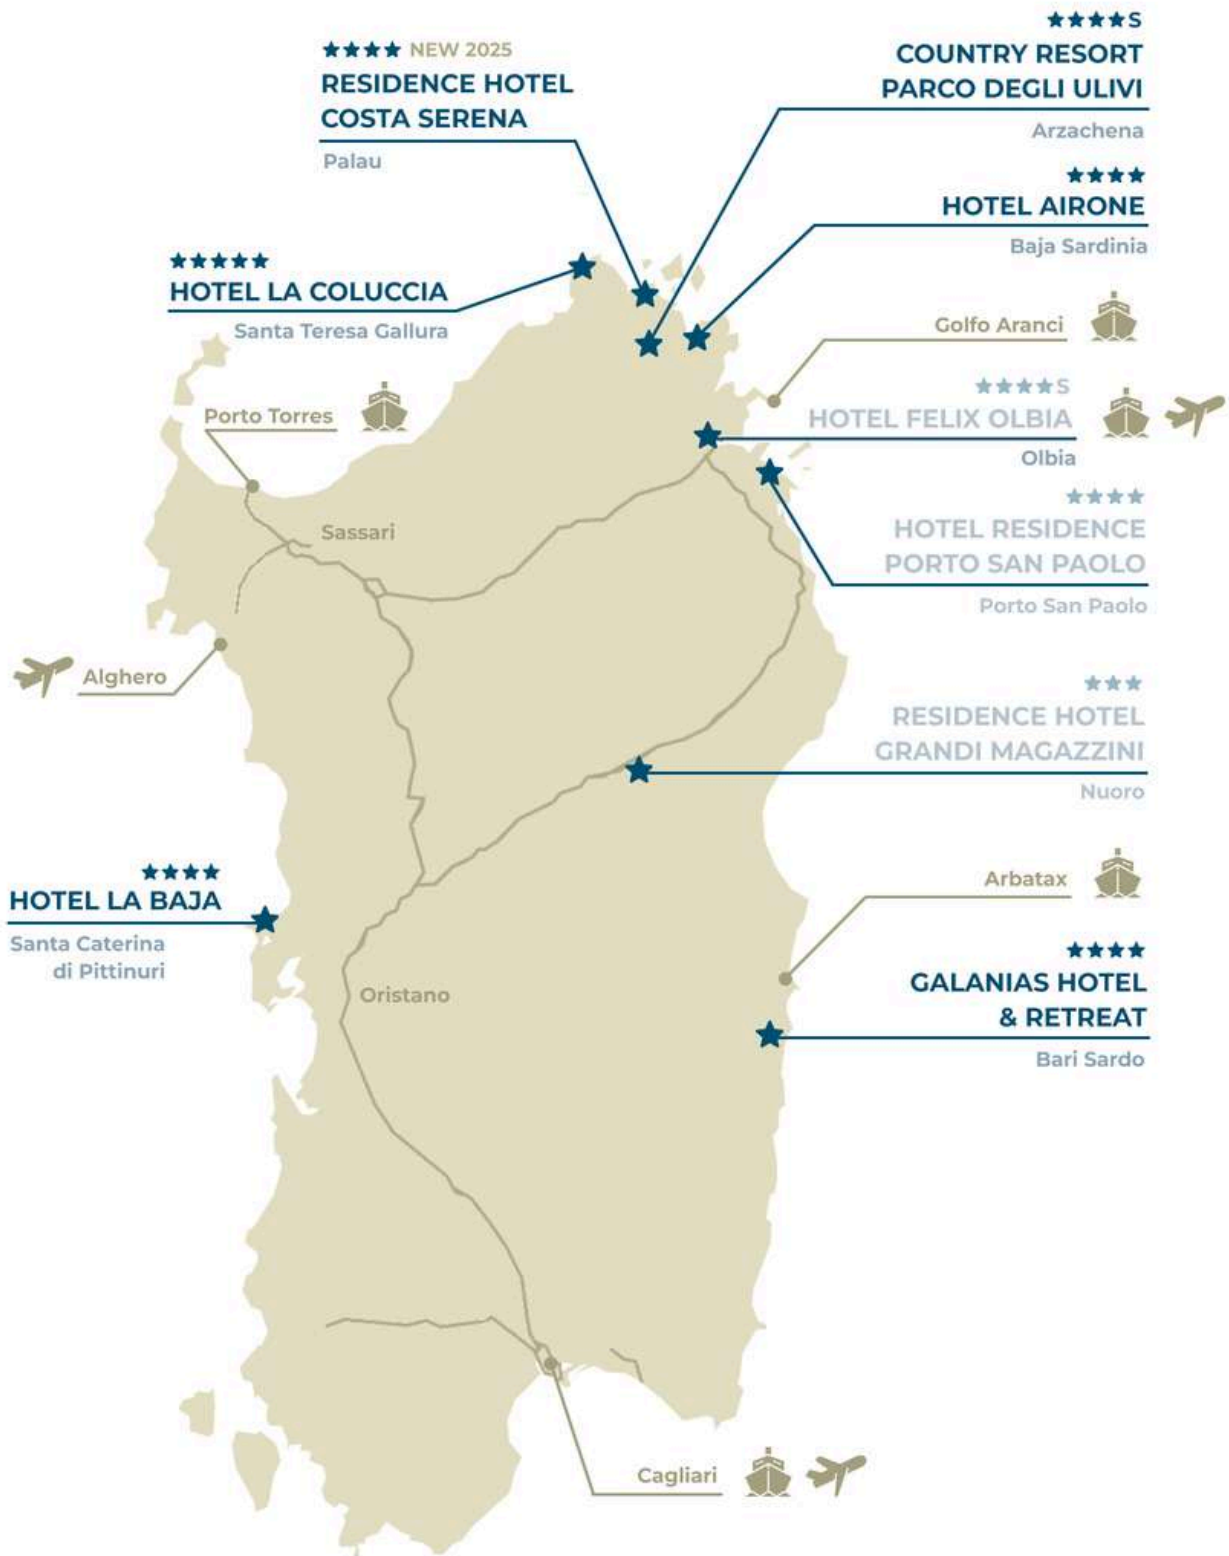 ★★★★ NEW 2025
RESIDENCE HOTEL
COSTA SERENA
Palau
★★★★S
COUNTRY RESORT
PARCO DEGLI ULIVI
Arzachena
★★★★
HOTEL AIRONE
Baja Sardinia
★★★★★
HOTEL LA COLUCCIA
Santa Teresa Gallura
Golfo Aranci
★★★★S
HOTEL FELIX OLBIA
Olbia
Porto Torres
★★★★
HOTEL RESIDENCE
PORTO SAN PAOLO
Porto San Paolo
Sassari
Alghero
★★★
RESIDENCE HOTEL
GRANDI MAGAZZINI
Nuoro
★★★★
HOTEL LA BAJA
Santa Caterina
di Pittinuri
Arbatax
★★★★
GALANIAS HOTEL
& RETREAT
Bari Sardo
Oristano
Cagliari